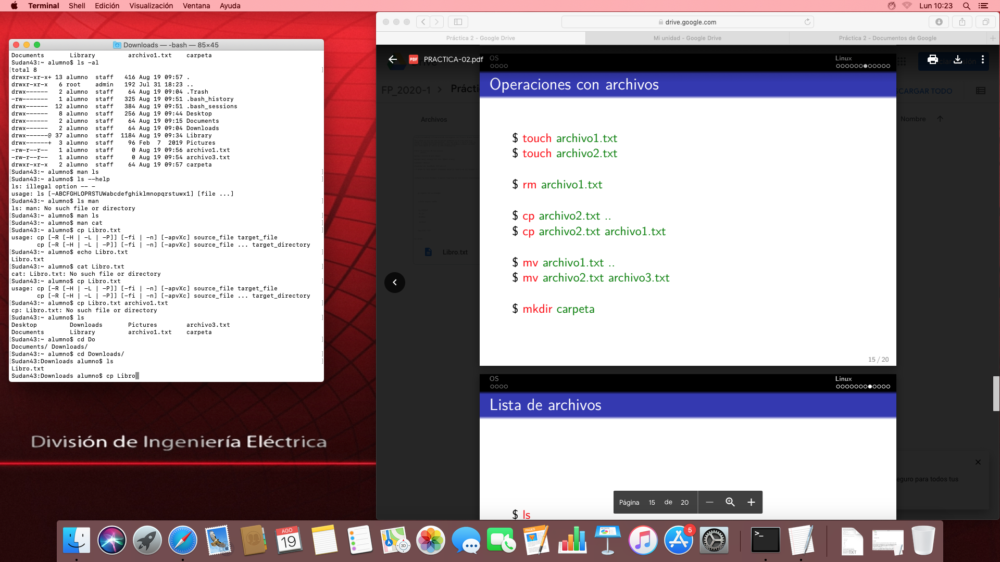 Terminal Shell Edición Visualización Ventana Ayuda
Lun 10:23
Downloads — -bash — 85×45
Documents Library archivo1.txt carpeta
Sudan43:~ alumno$ ls -al
total 8
drwxr-xr-x+ 13 alumno staff 416 Aug 19 09:57 .
drwxr-xr-x 6 root admin 192 Jul 31 18:23 ..
drwx------ 2 alumno staff 64 Aug 19 09:04 .Trash
-rw------- 1 alumno staff 325 Aug 19 09:51 .bash_history
drwx------ 12 alumno staff 384 Aug 19 09:51 .bash_sessions
drwx------ 8 alumno staff 256 Aug 19 09:44 Desktop
drwx------ 2 alumno staff 64 Aug 19 09:15 Documents
drwx------ 2 alumno staff 64 Aug 19 09:04 Downloads
drwx------@ 37 alumno staff 1184 Aug 19 09:34 Library
drwx------+ 3 alumno staff 96 Feb 7 2019 Pictures
-rw-r--r-- 1 alumno staff 0 Aug 19 09:56 archivo1.txt
-rw-r--r-- 1 alumno staff 0 Aug 19 09:54 archivo3.txt
drwxr-xr-x 2 alumno staff 64 Aug 19 09:57 carpeta
Sudan43:~ alumno$ man ls
Sudan43:~ alumno$ ls --help
ls: illegal option -- -
usage: ls [-ABCFGHLOPRSTUWabcdefghiklmnopqrstuwx1] [file ...]
Sudan43:~ alumno$ ls man
ls: man: No such file or directory
Sudan43:~ alumno$ man ls
Sudan43:~ alumno$ man cat
Sudan43:~ alumno$ cp Libro.txt
usage: cp [-R [-H | -L | -P]] [-fi | -n] [-apvXc] source_file target_file
cp [-R [-H | -L | -P]] [-fi | -n] [-apvXc] source_file ... target_directory
Sudan43:~ alumno$ echo Libro.txt
Libro.txt
Sudan43:~ alumno$ cat Libro.txt
cat: Libro.txt: No such file or directory
Sudan43:~ alumno$ cp Libro.txt
usage: cp [-R [-H | -L | -P]] [-fi | -n] [-apvXc] source_file target_file
cp [-R [-H | -L | -P]] [-fi | -n] [-apvXc] source_file ... target_directory
Sudan43:~ alumno$ cp Libro.txt archivo1.txt
cp: Libro.txt: No such file or directory
Sudan43:~ alumno$ ls
Desktop Downloads Pictures archivo3.txt
Documents Library archivo1.txt carpeta
Sudan43:~ alumno$ cd Do
Documents/ Downloads/
Sudan43:~ alumno$ cd Downloads/
Sudan43:Downloads alumno$ ls
Libro.txt
Sudan43:Downloads alumno$ cp Libro
División de Ingeniería Eléctrica
drive.google.com
Práctica 2 - Google Drive
Mi unidad - Google Drive
Práctica 2 - Documentos de Google
PDF PRACTICA-02.pdf
FP_2020-1 > Prácti
CARGAR TODO
Archivos
Nombre
Libro.txt
OS Linux
Operaciones con archivos
$ touch archivo1.txt
$ touch archivo2.txt
$ rm archivo1.txt
$ cp archivo2.txt ..
$ cp archivo2.txt archivo1.txt
$ mv archivo1.txt ..
$ mv archivo2.txt archivo3.txt
$ mkdir carpeta
15 / 20
OS Linux
Lista de archivos
eguro para todos tus
$ ls
Página 15 de 20
AGO
19
3D
PAGES
5
>_
TXT